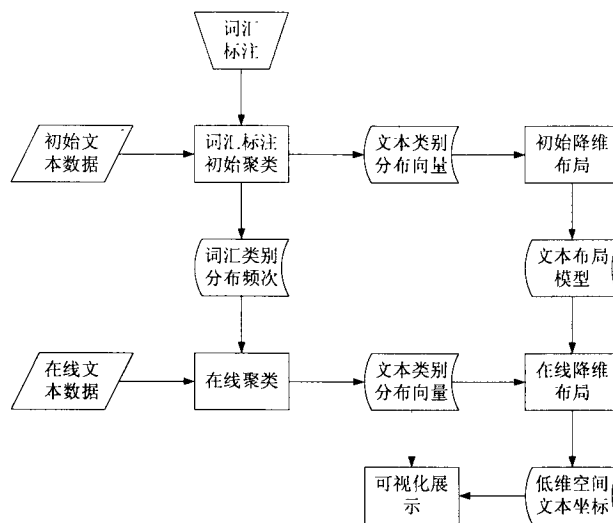 词汇
标注
初始文
本数据
词汇标注
初始聚类
文本类别
分布向量
初始降维
布局
词汇类别
分布频次
文本布局
模型
在线文
本数据
在线聚类
文本类别
分布向量
在线降维
布局
可视化展
示
低维空间
文本坐标